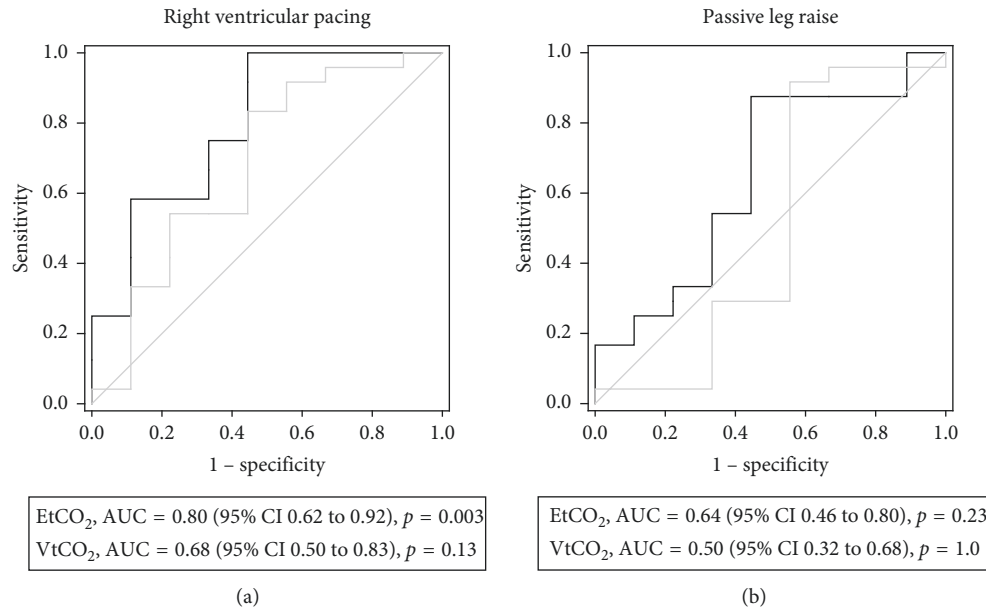 Right ventricular pacing
1.0
0.8
0.6
0.4
0.2
0.0
Sensitivity
0.0 0.2 0.4 0.6 0.8 1.0
1 – specificity
EtCO₂, AUC = 0.80 (95% CI 0.62 to 0.92), p = 0.003
VtCO₂, AUC = 0.68 (95% CI 0.50 to 0.83), p = 0.13
(a)
Passive leg raise
1.0
0.8
0.6
0.4
0.2
0.0
Sensitivity
0.0 0.2 0.4 0.6 0.8 1.0
1 – specificity
EtCO₂, AUC = 0.64 (95% CI 0.46 to 0.80), p = 0.23
VtCO₂, AUC = 0.50 (95% CI 0.32 to 0.68), p = 1.0
(b)